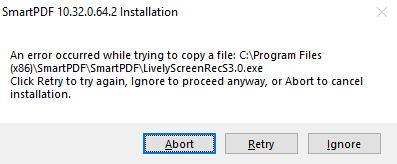 SmartPDF 10.32.0.64.2 Installation
An error occurred while trying to copy a file: C:\Program Files
(x86)\SmartPDF\SmartPDF\LivelyScreenRecS3.0.exe
Click Retry to try again, Ignore to proceed anyway, or Abort to cancel
installation.
Abort Retry Ignore